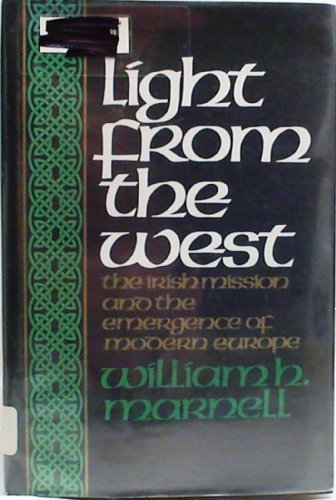 light
from
the
west
the irish mission
and the
emergence of
modern europe
william h.
marnell